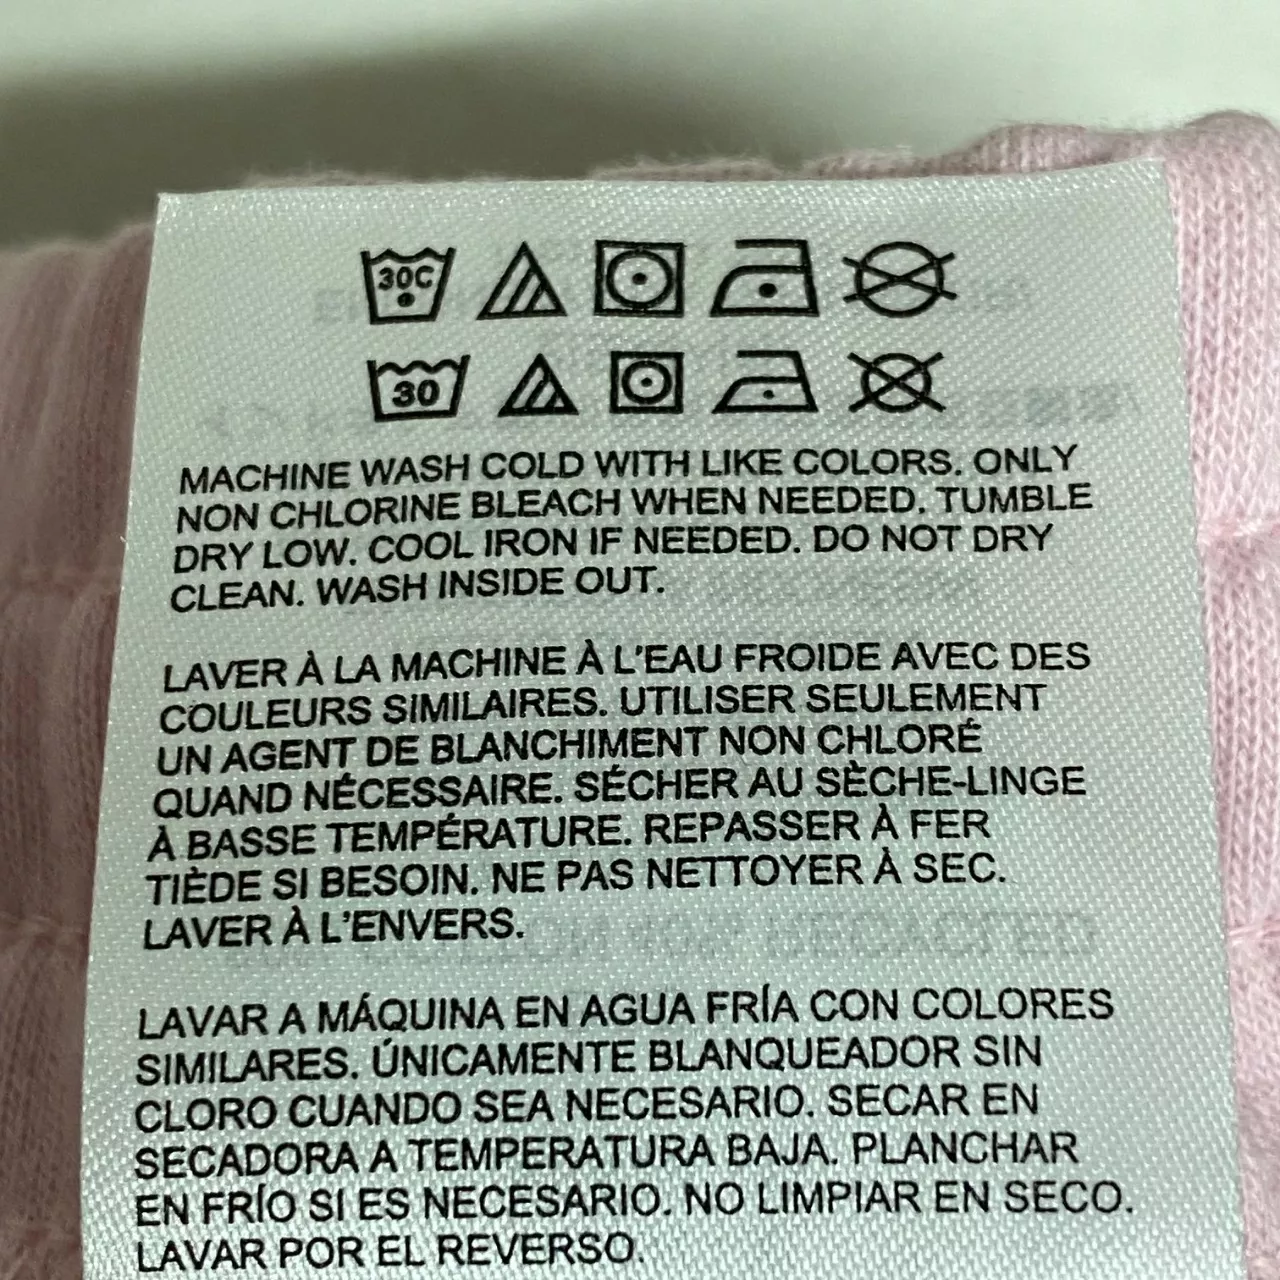 30C
30
MACHINE WASH COLD WITH LIKE COLORS. ONLY
NON CHLORINE BLEACH WHEN NEEDED. TUMBLE
DRY LOW. COOL IRON IF NEEDED. DO NOT DRY
CLEAN. WASH INSIDE OUT.
LAVER À LA MACHINE À L'EAU FROIDE AVEC DES
COULEURS SIMILAIRES. UTILISER SEULEMENT
UN AGENT DE BLANCHIMENT NON CHLORÉ
QUAND NÉCESSAIRE. SÉCHER AU SÈCHE-LINGE
À BASSE TEMPÉRATURE. REPASSER À FER
TIÈDE SI BESOIN. NE PAS NETTOYER À SEC.
LAVER À L'ENVERS.
LAVAR A MÁQUINA EN AGUA FRÍA CON COLORES
SIMILARES. ÚNICAMENTE BLANQUEADOR SIN
CLORO CUANDO SEA NECESARIO. SECAR EN
SECADORA A TEMPERATURA BAJA. PLANCHAR
EN FRÍO SI ES NECESARIO. NO LIMPIAR EN SECO.
LAVAR POR EL REVERSO.